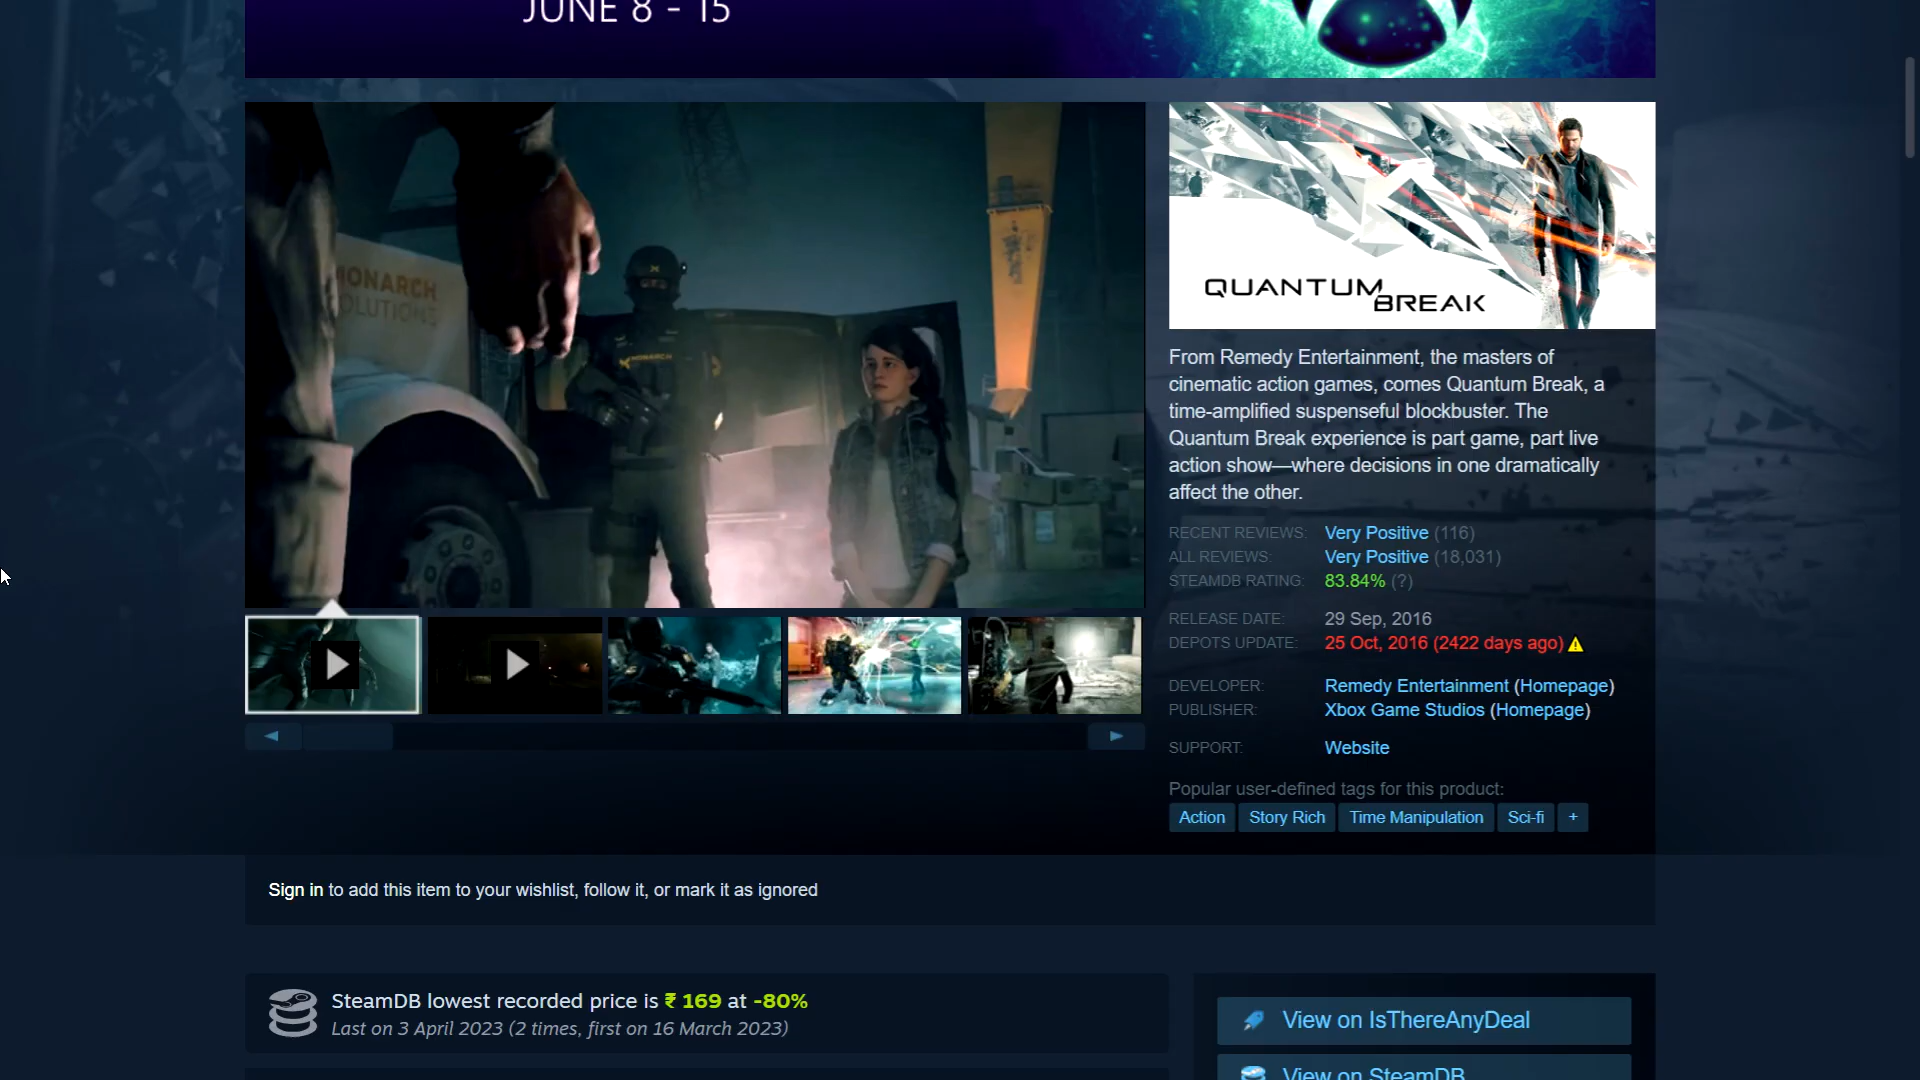 JUNE 8 - 15
MONARCH
SOLUTIONS
MONARCH
QUANTUM
BREAK
From Remedy Entertainment, the masters of
cinematic action games, comes Quantum Break, a
time-amplified suspenseful blockbuster. The
Quantum Break experience is part game, part live
action show—where decisions in one dramatically
affect the other.
RECENT REVIEWS: Very Positive (116)
ALL REVIEWS: Very Positive (18,031)
STEAMDB RATING: 83.84% (?)
RELEASE DATE: 29 Sep, 2016
DEPOTS UPDATE: 25 Oct, 2016 (2422 days ago)
DEVELOPER: Remedy Entertainment (Homepage)
PUBLISHER: Xbox Game Studios (Homepage)
SUPPORT: Website
Popular user-defined tags for this product:
Action Story Rich Time Manipulation Sci-fi +
Sign in to add this item to your wishlist, follow it, or mark it as ignored
SteamDB lowest recorded price is ₹ 169 at -80%
Last on 3 April 2023 (2 times, first on 16 March 2023)
View on IsThereAnyDeal
View on SteamDB